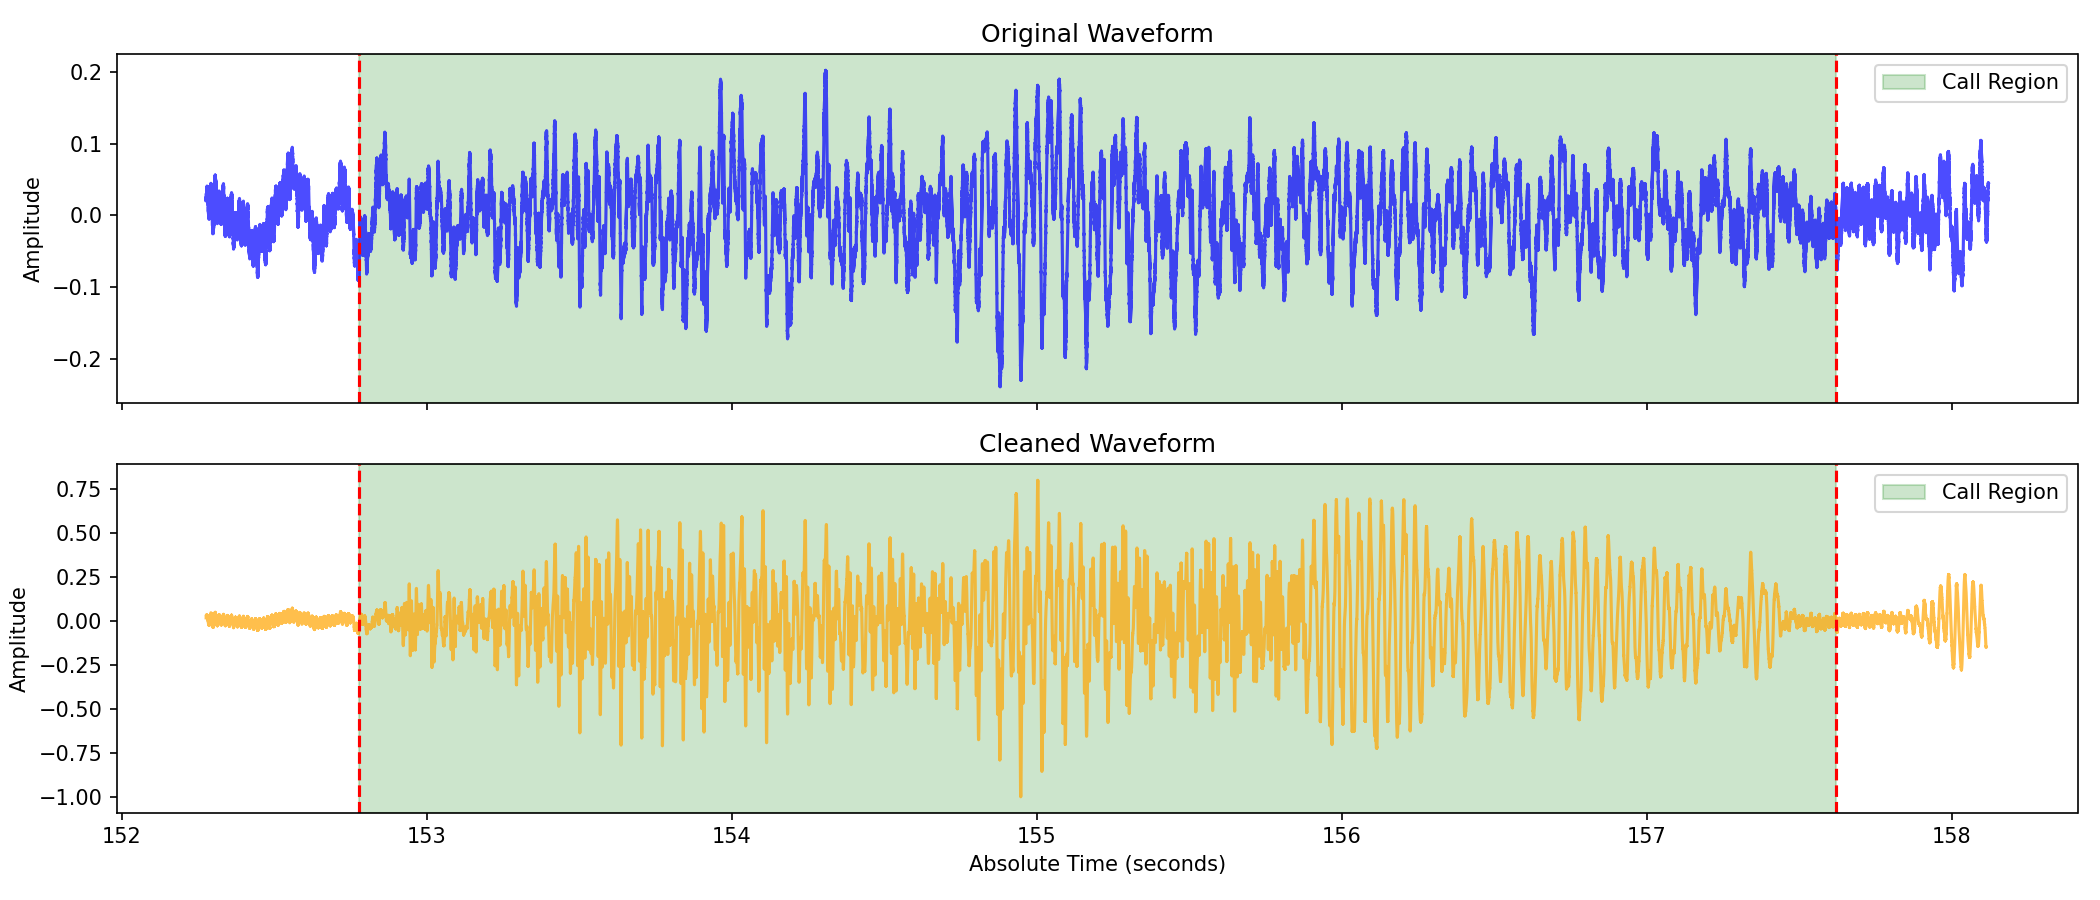 Original Waveform
Call Region
Amplitude
0.2
0.1
0.0
−0.1
−0.2
Cleaned Waveform
Call Region
Amplitude
0.75
0.50
0.25
0.00
−0.25
−0.50
−0.75
−1.00
152 153 154 155 156 157 158
Absolute Time (seconds)